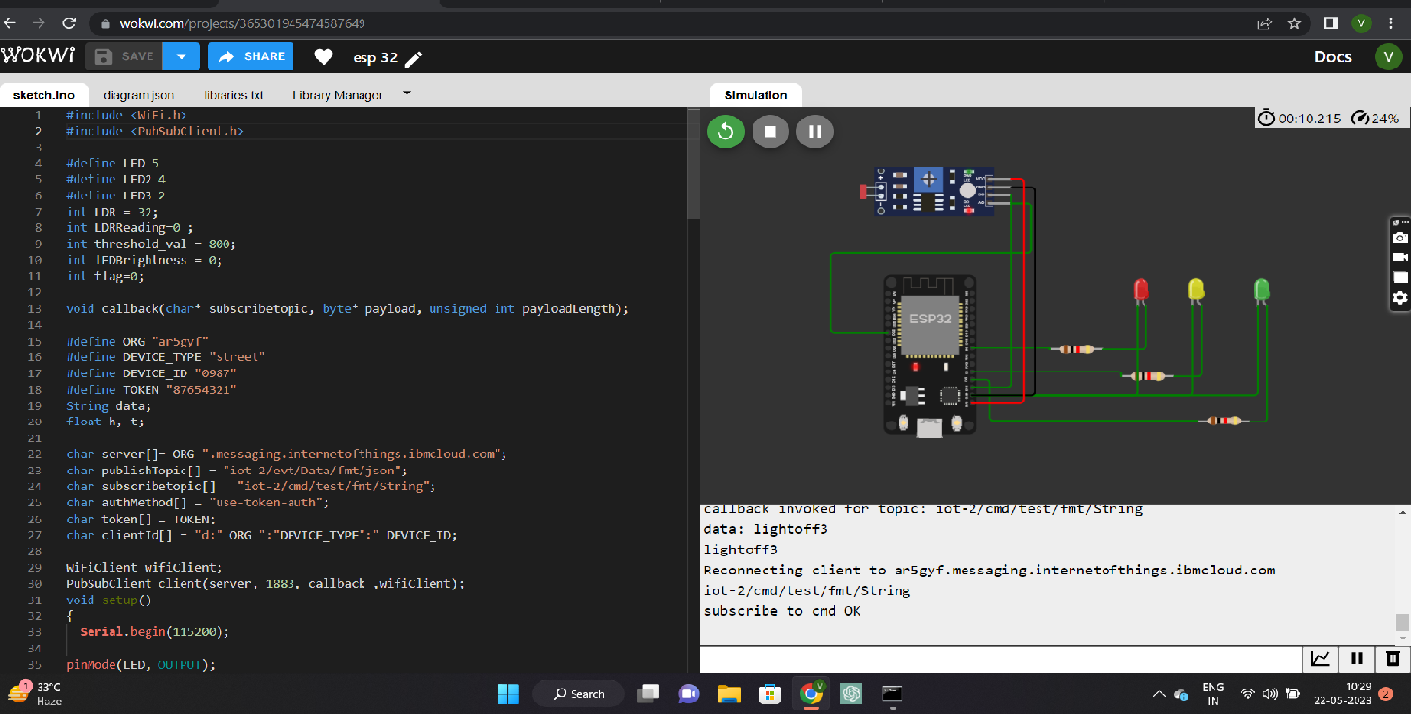 wokwi.com/projects/365301945474587649
V
WOKWI
SAVE
SHARE
esp 32
Docs
V
sketch.ino
diagram.json
libraries.txt
Library Manager
Simulation
00:10.215
24%
1 #include <WiFi.h>
2 #include <PubSubClient.h>
3
4 #define LED 5
5 #define LED2 4
6 #define LED3 2
7 int LDR = 32;
8 int LDRReading=0 ;
9 int threshold_val = 800;
10 int lEDBrightness = 0;
11 int flag=0;
12
13 void callback(char* subscribetopic, byte* payload, unsigned int payloadLength);
14
15 #define ORG "ar5gyf"
16 #define DEVICE_TYPE "street"
17 #define DEVICE_ID "0987"
18 #define TOKEN "87654321"
19 String data;
20 float h, t;
21
22 char server[]= ORG ".messaging.internetofthings.ibmcloud.com";
23 char publishTopic[] = "iot-2/evt/Data/fmt/json";
24 char subscribetopic[] = "iot-2/cmd/test/fmt/String";
25 char authMethod[] = "use-token-auth";
26 char token[] = TOKEN;
27 char clientId[] = "d:" ORG ":"DEVICE_TYPE":" DEVICE_ID;
28
29 WiFiClient wifiClient;
30 PubSubClient client(server, 1883, callback ,wifiClient);
31 void setup()
32 {
33 Serial.begin(115200);
34
35 pinMode(LED, OUTPUT);
ESP32
callback invoked for topic: iot-2/cmd/test/fmt/String
data: lightoff3
lightoff3
Reconnecting client to ar5gyf.messaging.internetofthings.ibmcloud.com
iot-2/cmd/test/fmt/String
subscribe to cmd OK
1
33°C
Haze
Search
V
ENG
IN
10:29
22-05-2023
2